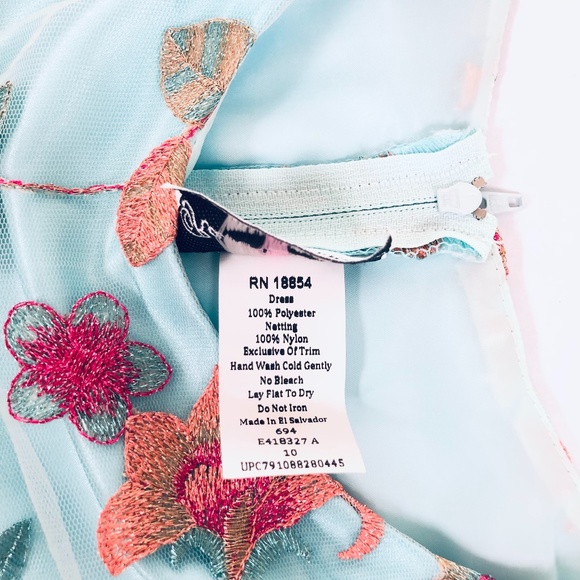 RN 18854
Dress
100% Polyester
Netting
100% Nylon
Exclusive Of Trim
Hand Wash Cold Gently
No Bleach
Lay Flat To Dry
Do Not Iron
Made In El Salvador
694
E418327 A
10
UPC791088280445